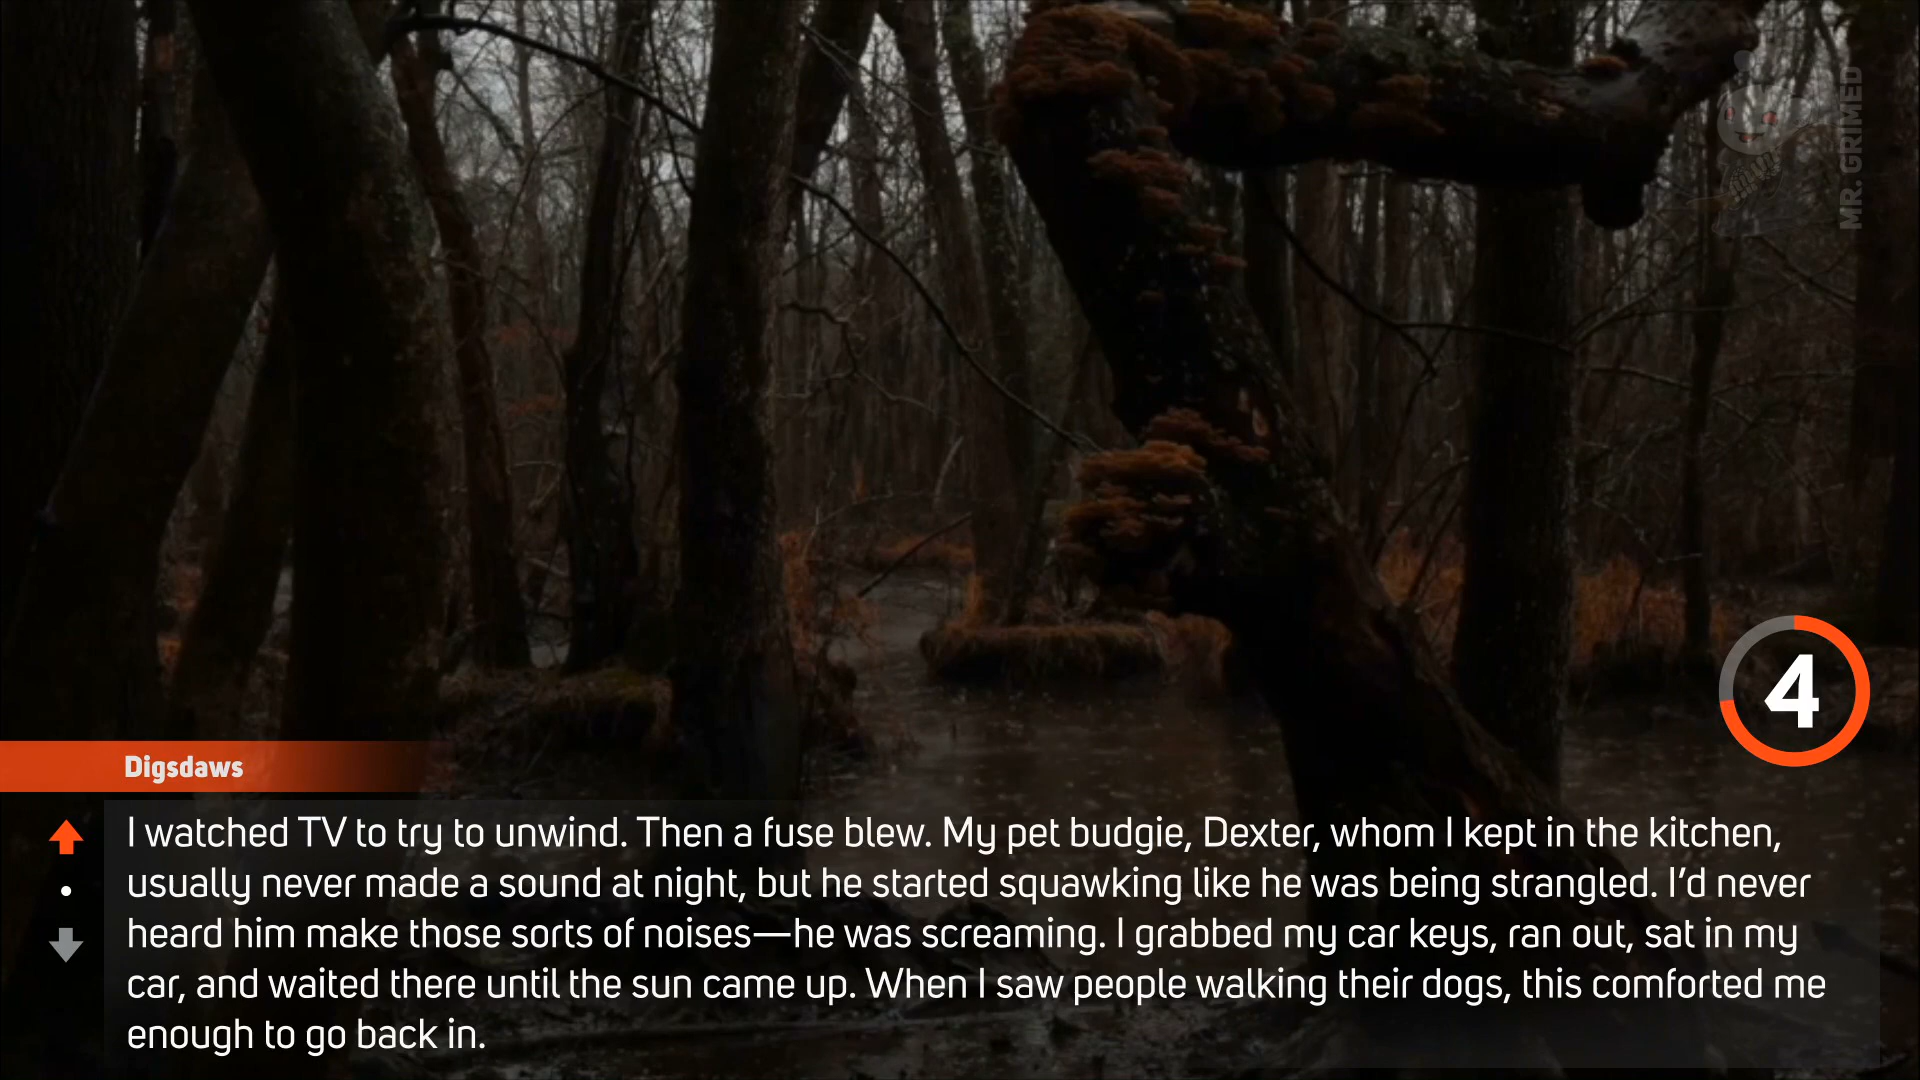 MR. GRIMED
4
Digsdaws
I watched TV to try to unwind. Then a fuse blew. My pet budgie, Dexter, whom I kept in the kitchen,
usually never made a sound at night, but he started squawking like he was being strangled. I’d never
heard him make those sorts of noises—he was screaming. I grabbed my car keys, ran out, sat in my
car, and waited there until the sun came up. When I saw people walking their dogs, this comforted me
enough to go back in.